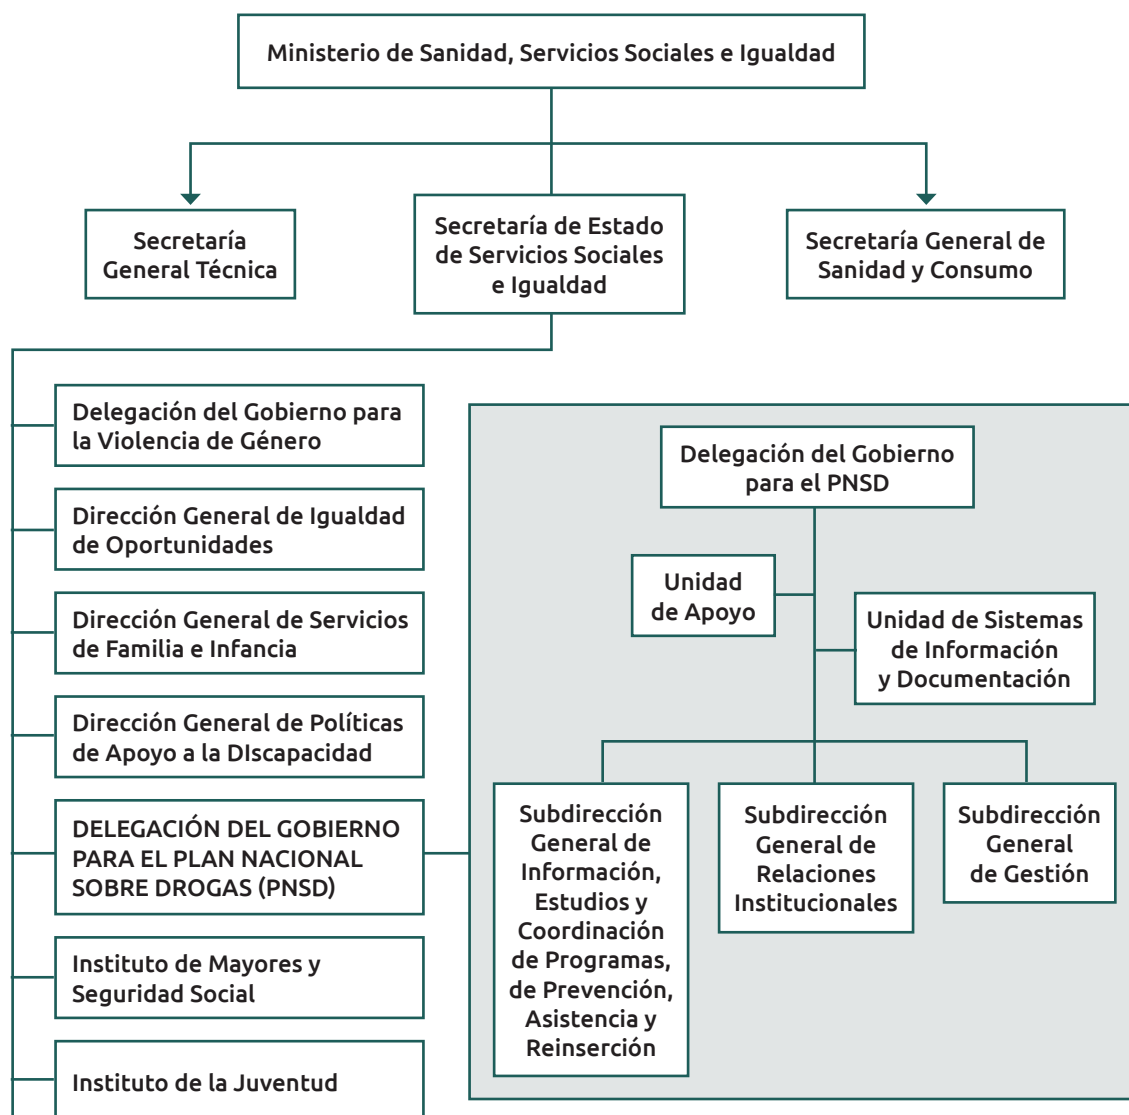 Ministerio de Sanidad, Servicios Sociales e Igualdad
Secretaría
General Técnica
Secretaría de Estado
de Servicios Sociales
e Igualdad
Secretaría General de
Sanidad y Consumo
Delegación del Gobierno para
la Violencia de Género
Dirección General de Igualdad
de Oportunidades
Dirección General de Servicios
de Familia e Infancia
Dirección General de Políticas
de Apoyo a la DIscapacidad
DELEGACIÓN DEL GOBIERNO
PARA EL PLAN NACIONAL
SOBRE DROGAS (PNSD)
Instituto de Mayores y
Seguridad Social
Instituto de la Juventud
Delegación del Gobierno
para el PNSD
Unidad
de Apoyo
Unidad de Sistemas
de Información
y Documentación
Subdirección
General de
Información,
Estudios y
Coordinación
de Programas,
de Prevención,
Asistencia y
Reinserción
Subdirección
General de
Relaciones
Institucionales
Subdirección
General
de Gestión